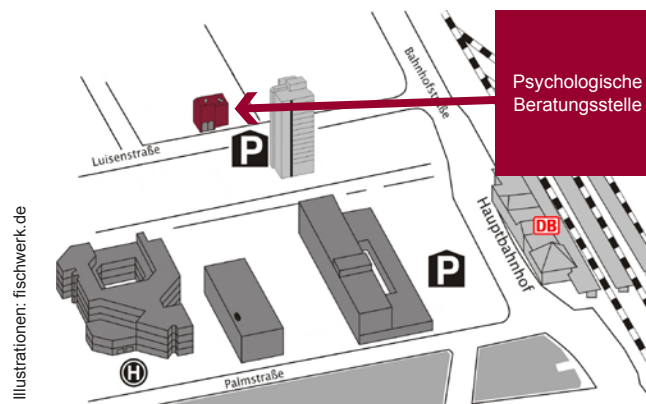 Psychologische
Beratungsstelle
Bahnhofstraße
Luisenstraße
P
DB
Hauptbahnhof
P
H
Palmstraße
Illustrationen: fischwerk.de